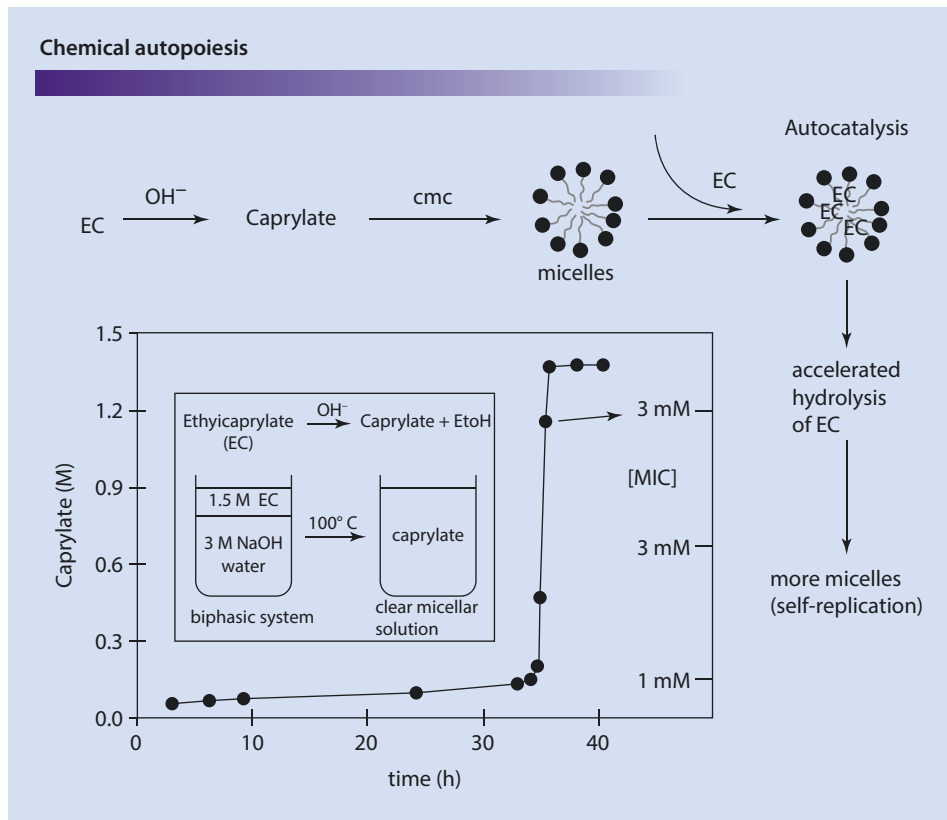 Chemical autopoiesis
Autocatalysis
EC
OH⁻
Caprylate
cmc
micelles
EC
EC
EC
EC
accelerated
hydrolysis
of EC
more micelles
(self-replication)
Caprylate (M)
1.5
1.2
0.9
0.6
0.3
0.0
Ethyicaprylate
(EC)
OH⁻
Caprylate + EtoH
1.5 M EC
3 M NaOH
water
100° C
caprylate
biphasic system
clear micellar
solution
3 mM
[MIC]
3 mM
1 mM
0 10 20 30 40
time (h)